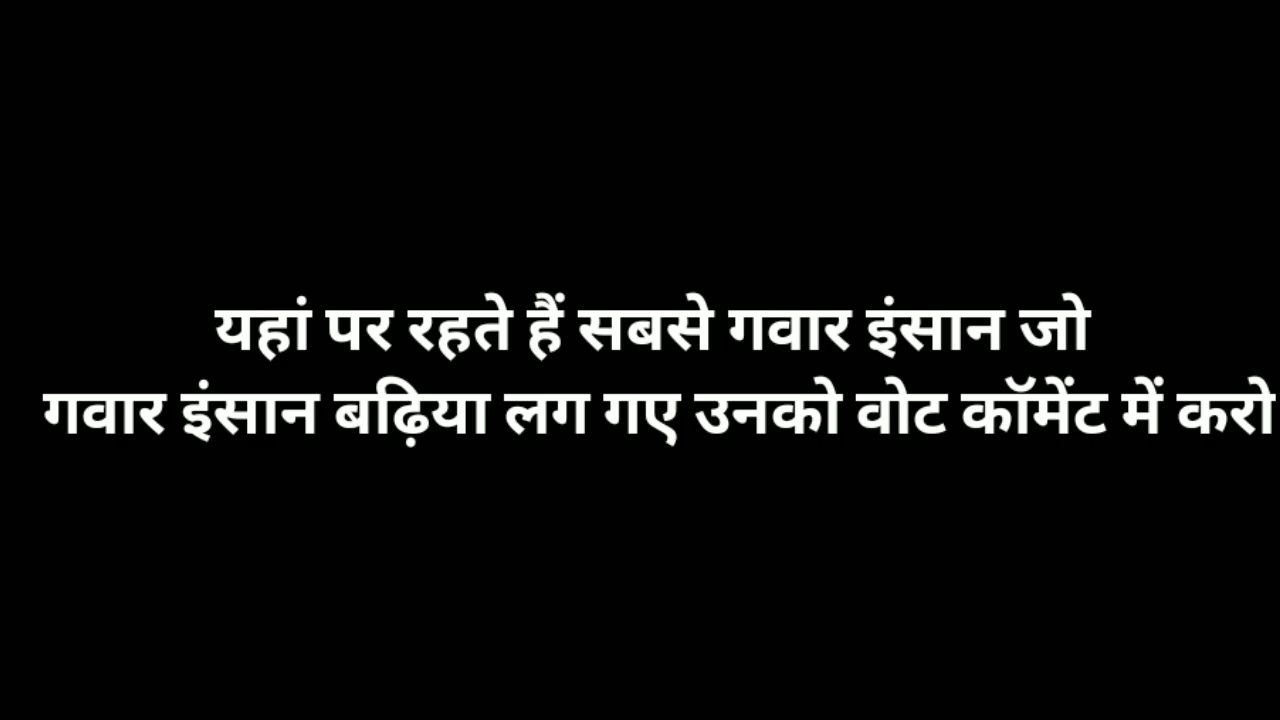 यहां पर रहते हैं सबसे गवार इंसान जो
गवार इंसान बढ़िया लग गए उनको वोट कॉमेंट में करो